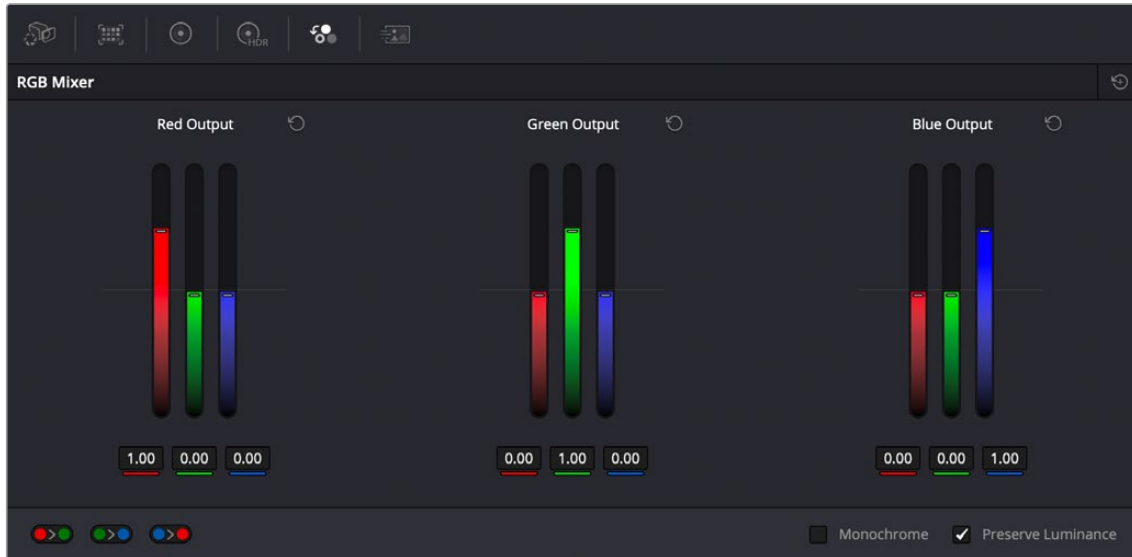 HDR
RGB Mixer
Red Output
Green Output
Blue Output
1.00 0.00 0.00
0.00 1.00 0.00
0.00 0.00 1.00
Monochrome
Preserve Luminance